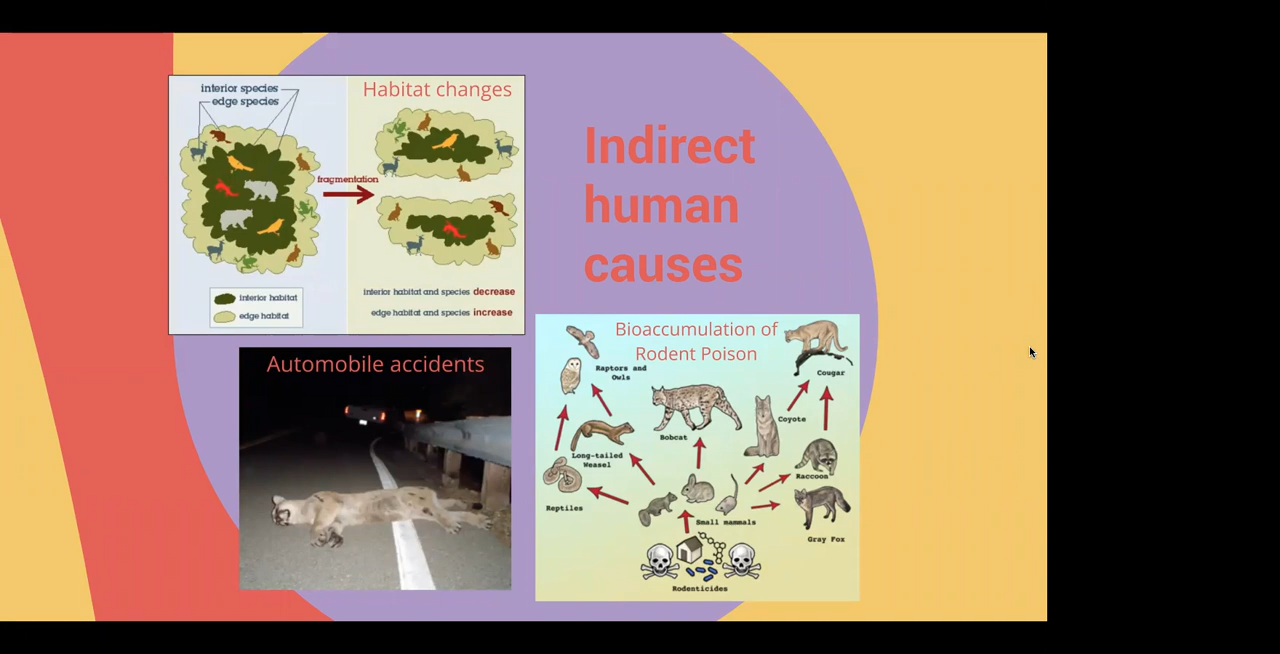 interior species
edge species
Habitat changes
fragmentation
interior habitat
edge habitat
interior habitat and species decrease
edge habitat and species increase
Indirect
human
causes
Automobile accidents
Bioaccumulation of
Rodent Poison
Raptors and
Owls
Cougar
Bobcat
Coyote
Long-tailed
Weasel
Raccoon
Reptiles
Small mammals
Gray Fox
Rodenticides